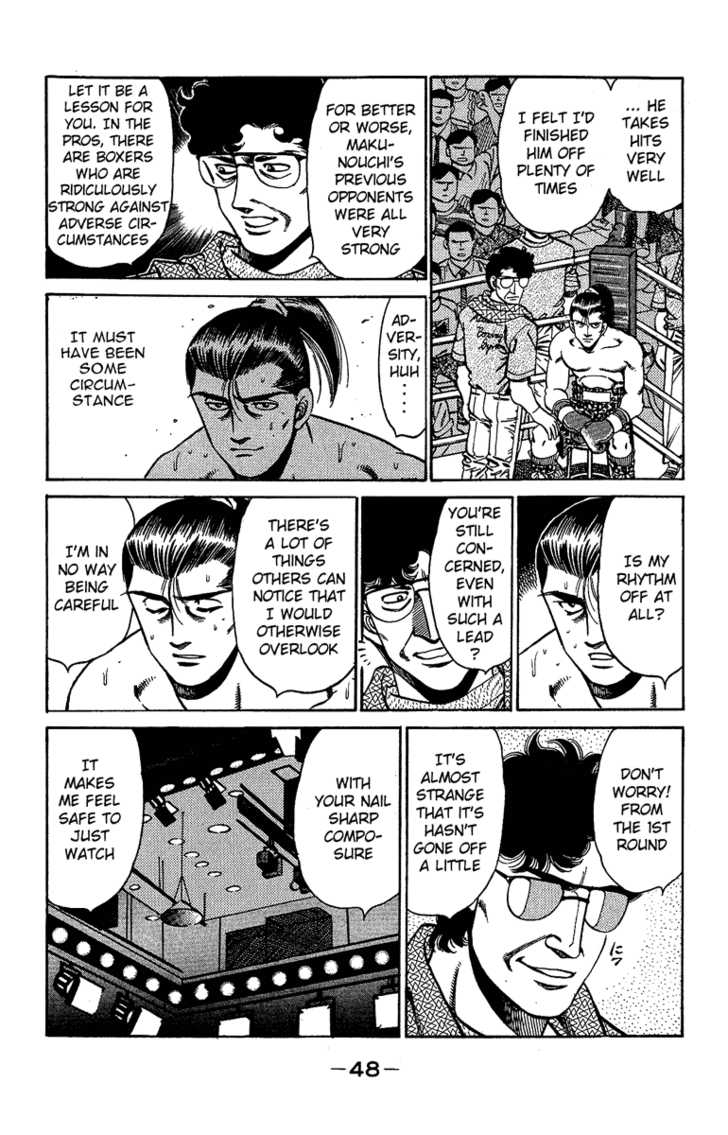 ... HE
TAKES
HITS
VERY
WELL
I FELT I'D
FINISHED
HIM OFF
PLENTY OF
TIMES
FOR BETTER
OR WORSE,
MAKU-
NOUCHI'S
PREVIOUS
OPPONENTS
WERE ALL
VERY
STRONG
LET IT BE A
LESSON FOR
YOU. IN THE
PROS, THERE
ARE BOXERS
WHO ARE
RIDICULOUSLY
STRONG AGAINST
ADVERSE CIR-
CUMSTANCES
AD-
VER-
SITY,
HUH
....
IT MUST
HAVE BEEN
SOME
CIRCUM-
STANCE
IS MY
RHYTHM
OFF AT
ALL?
YOU'RE
STILL
CON-
CERNED,
EVEN
WITH
SUCH A
LEAD
?
THERE'S
A LOT OF
THINGS
OTHERS CAN
NOTICE THAT
I WOULD
OTHERWISE
OVERLOOK
I'M IN
NO WAY
BEING
CAREFUL
DON'T
WORRY!
FROM
THE 1ST
ROUND
IT'S
ALMOST
STRANGE
THAT IT'S
HASN'T
GONE OFF
A LITTLE
ニッ
WITH
YOUR NAIL
SHARP
COMPO-
SURE
IT
MAKES
ME FEEL
SAFE TO
JUST
WATCH
-48-